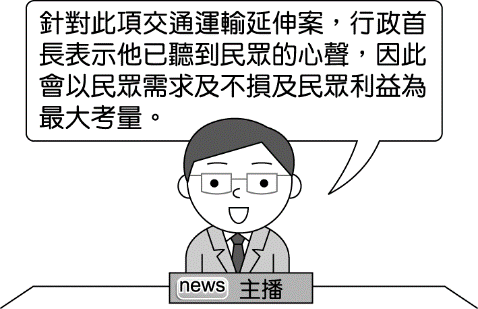 針對此項交通運輸延伸案，行政首
長表示他已聽到民眾的心聲，因此
會以民眾需求及不損及民眾利益為
最大考量。
news 主播